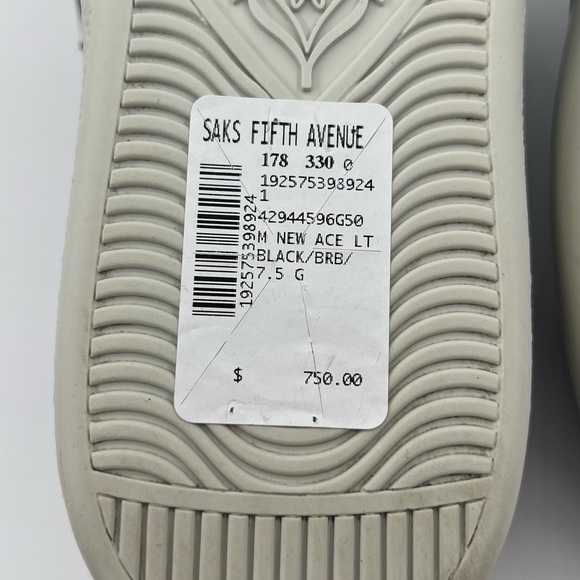 SAKS FIFTH AVENUE
178 330 0
192575398924
1
42944596G50
M NEW ACE LT
BLACK/BRB/
7.5 G
192575398924
$ 750.00